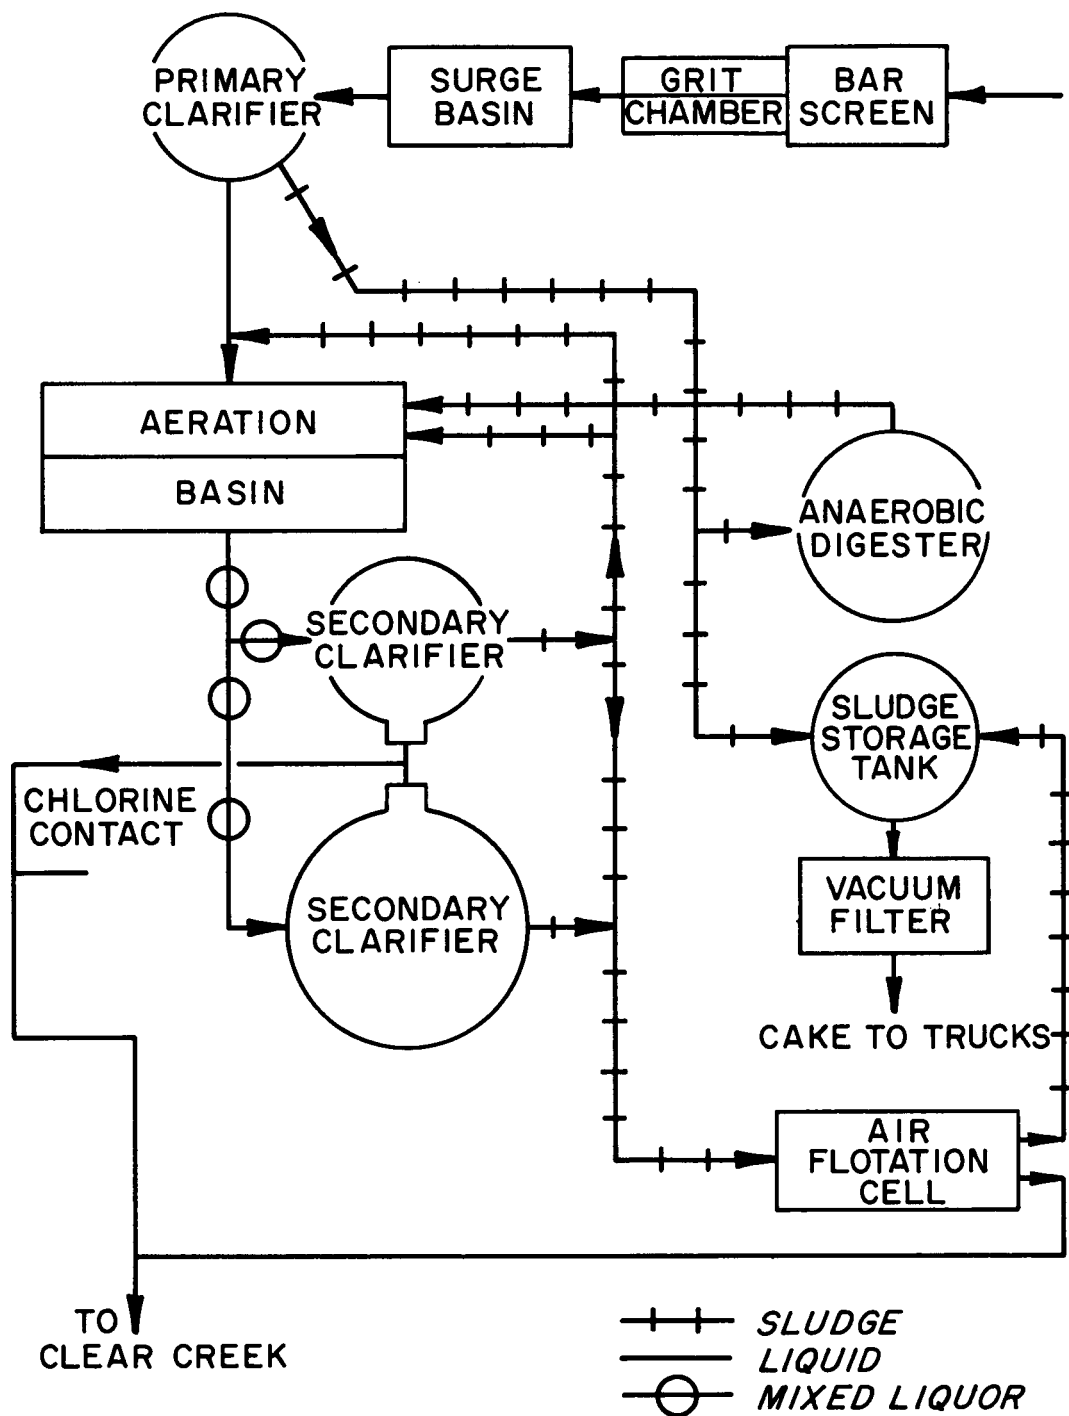 PRIMARY
CLARIFIER
SURGE
BASIN
GRIT
CHAMBER
BAR
SCREEN
AERATION
BASIN
ANAEROBIC
DIGESTER
SECONDARY
CLARIFIER
SLUDGE
STORAGE
TANK
CHLORINE
CONTACT
SECONDARY
CLARIFIER
VACUUM
FILTER
CAKE TO TRUCKS
AIR
FLOTATION
CELL
TO
CLEAR CREEK
SLUDGE
LIQUID
MIXED LIQUOR